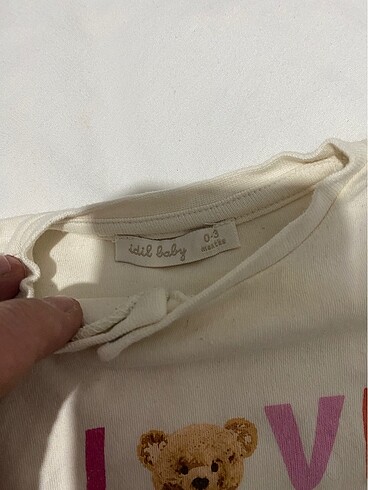 idil baby
0-3
months
LOV